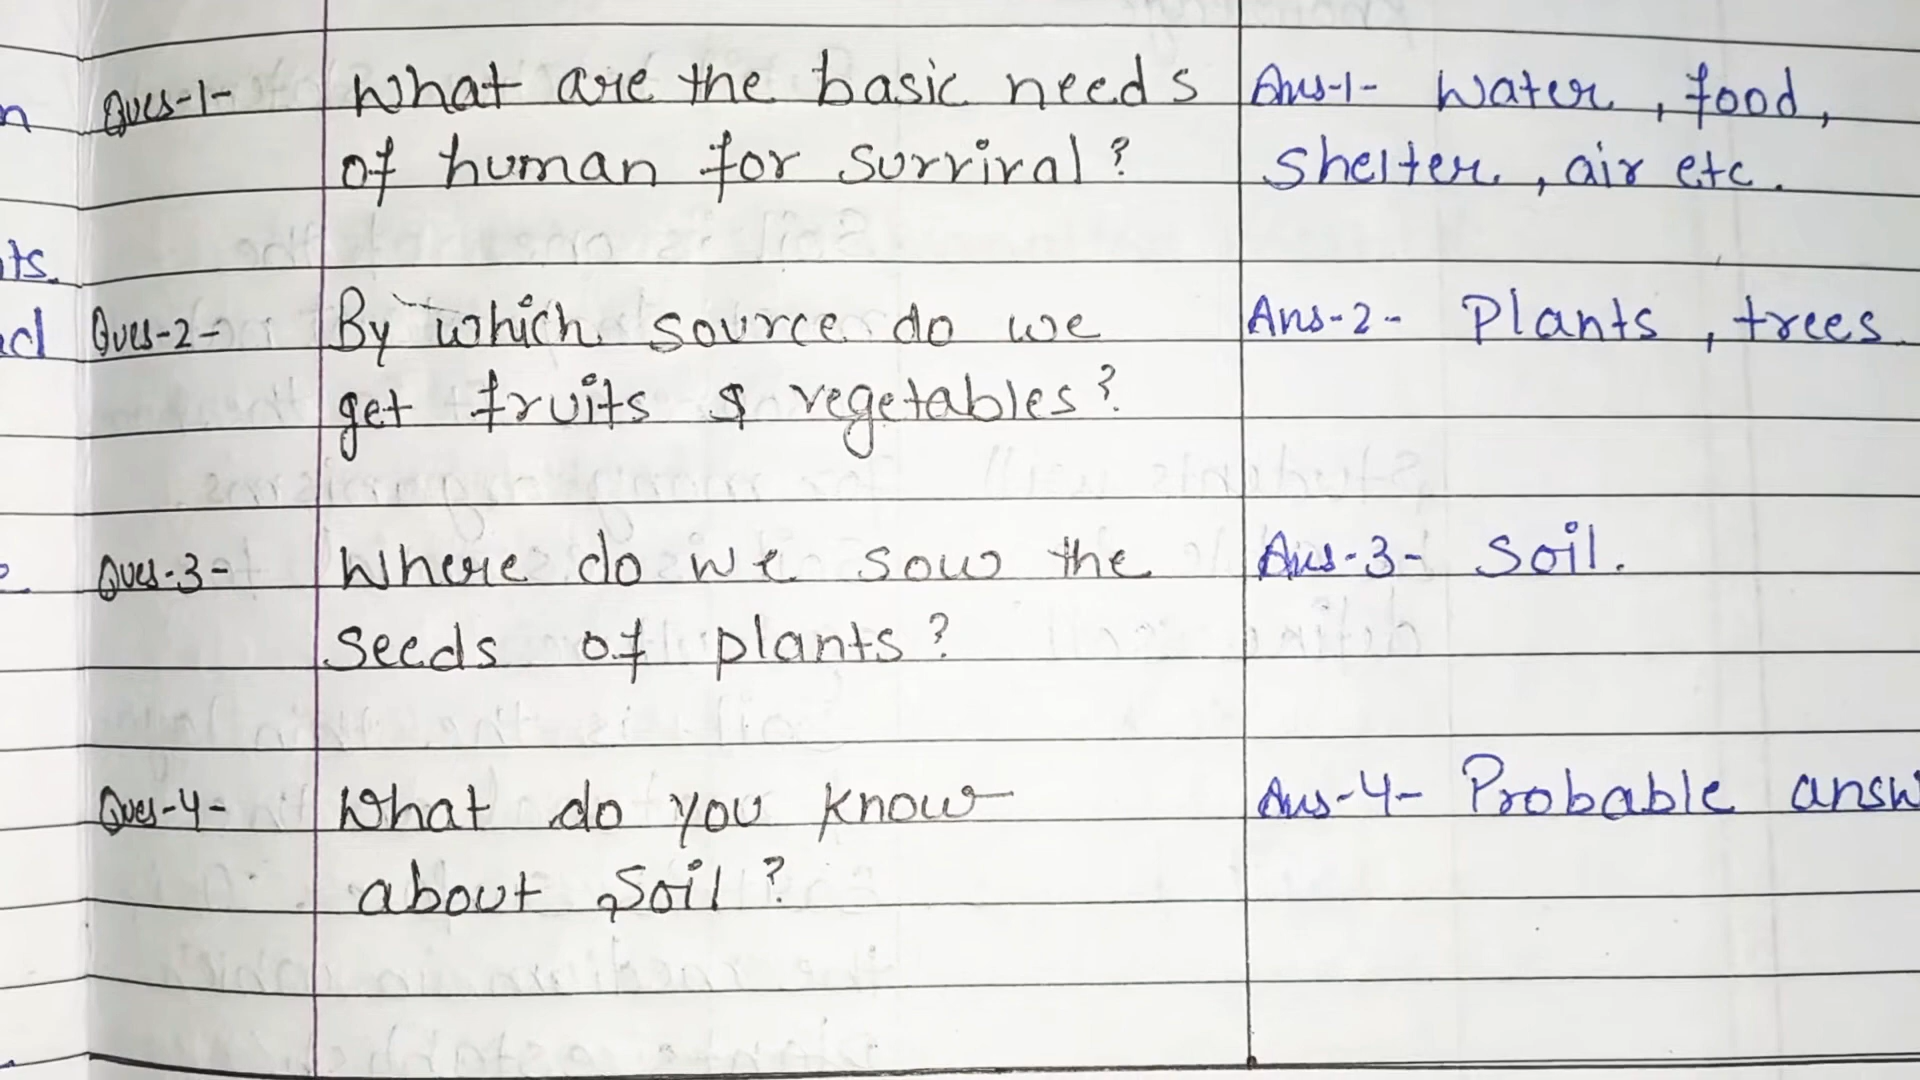 n
Ques-1- What are the basic needs Ans-1- Water, food,
of human for surrival? shelter, air etc.
ts.
Ques-2- By which source do we Ans-2- Plants, trees
get fruits & vegetables?
Ques-3- Where do we sow the Ans-3- Soil.
seeds of plants?
Ques-4- What do you know Ans-4- Probable answ
about Soil?